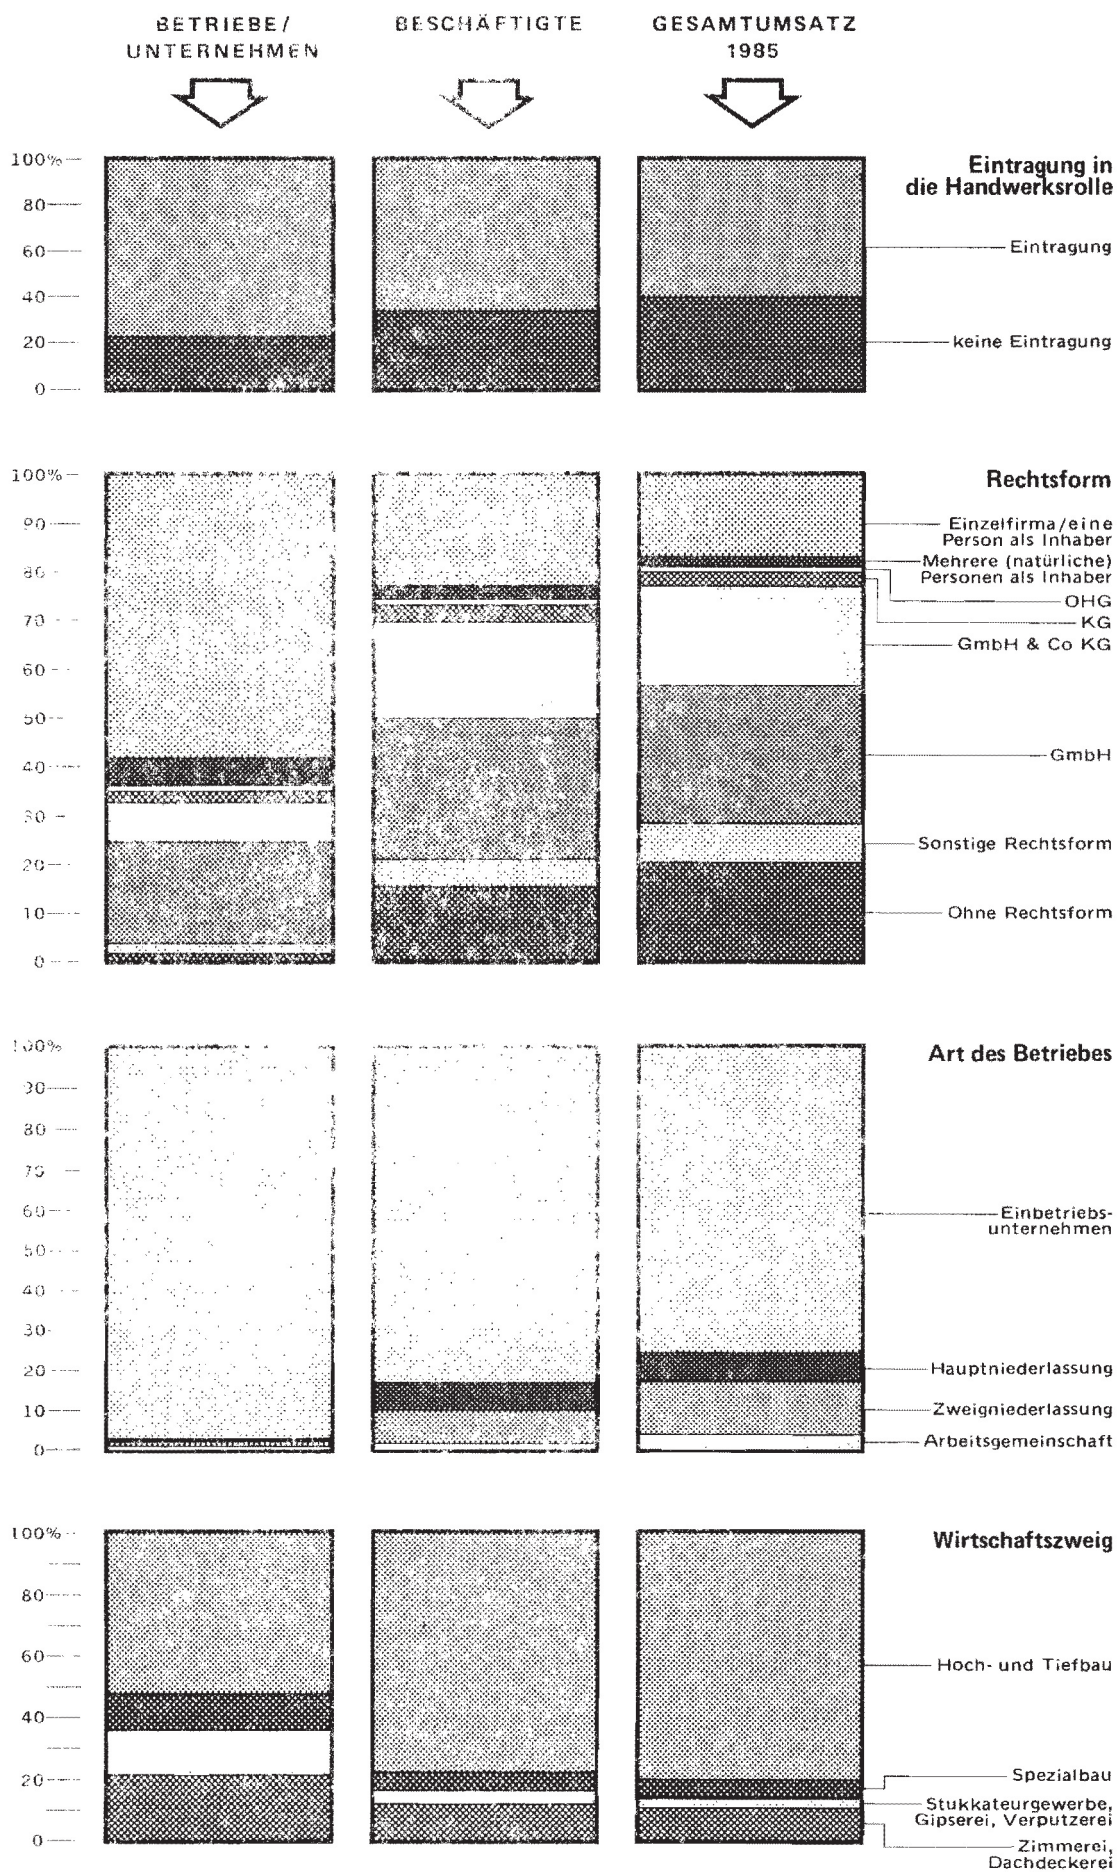 BETRIEBE/
UNTERNEHMEN
BESCHÄFTIGTE
GESAMTUMSATZ
1985
Eintragung in
die Handwerksrolle
100%
80
60
40
20
0
Eintragung
keine Eintragung
Rechtsform
100%
90
80
70
60
50
40
30
20
10
0
Einzelfirma/eine
Person als Inhaber
Mehrere (natürliche)
Personen als Inhaber
OHG
KG
GmbH & Co KG
GmbH
Sonstige Rechtsform
Ohne Rechtsform
Art des Betriebes
100%
90
80
70
60
50
40
30
20
10
0
Einbetriebs-
unternehmen
Hauptniederlassung
Zweigniederlassung
Arbeitsgemeinschaft
Wirtschaftszweig
100%
80
60
40
20
0
Hoch- und Tiefbau
Spezialbau
Stukkateurgewerbe,
Gipserei, Verputzerei
Zimmerei,
Dachdeckerei